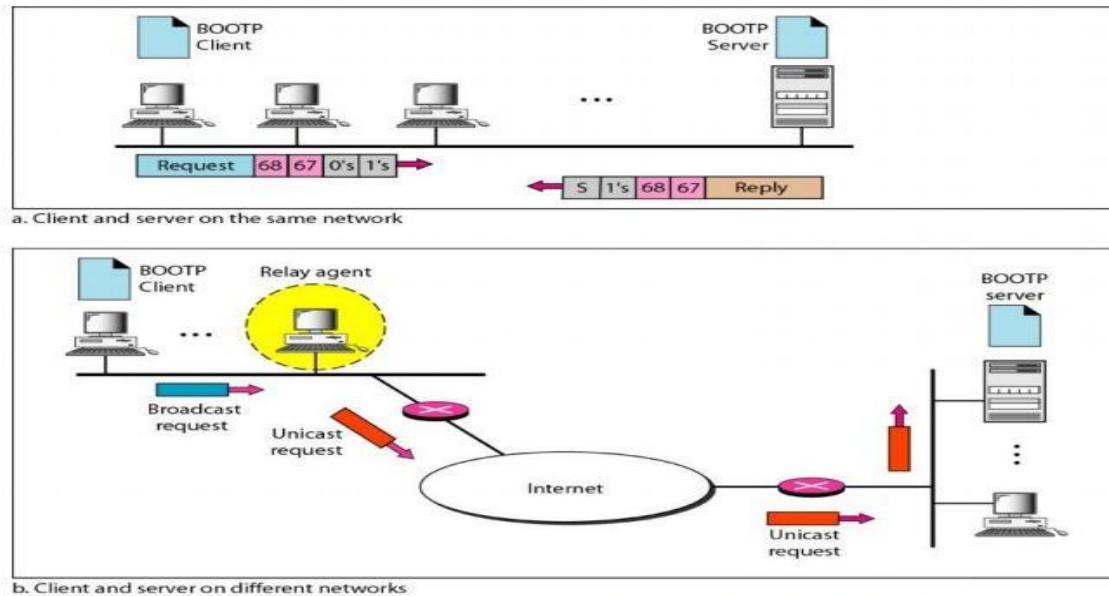 BOOTP
Client
BOOTP
Server
...
Request 68 67 0's 1's
S 1's 68 67 Reply
a. Client and server on the same network
BOOTP
Client
Relay agent
...
BOOTP
server
Broadcast
request
Unicast
request
Internet
Unicast
request
b. Client and server on different networks